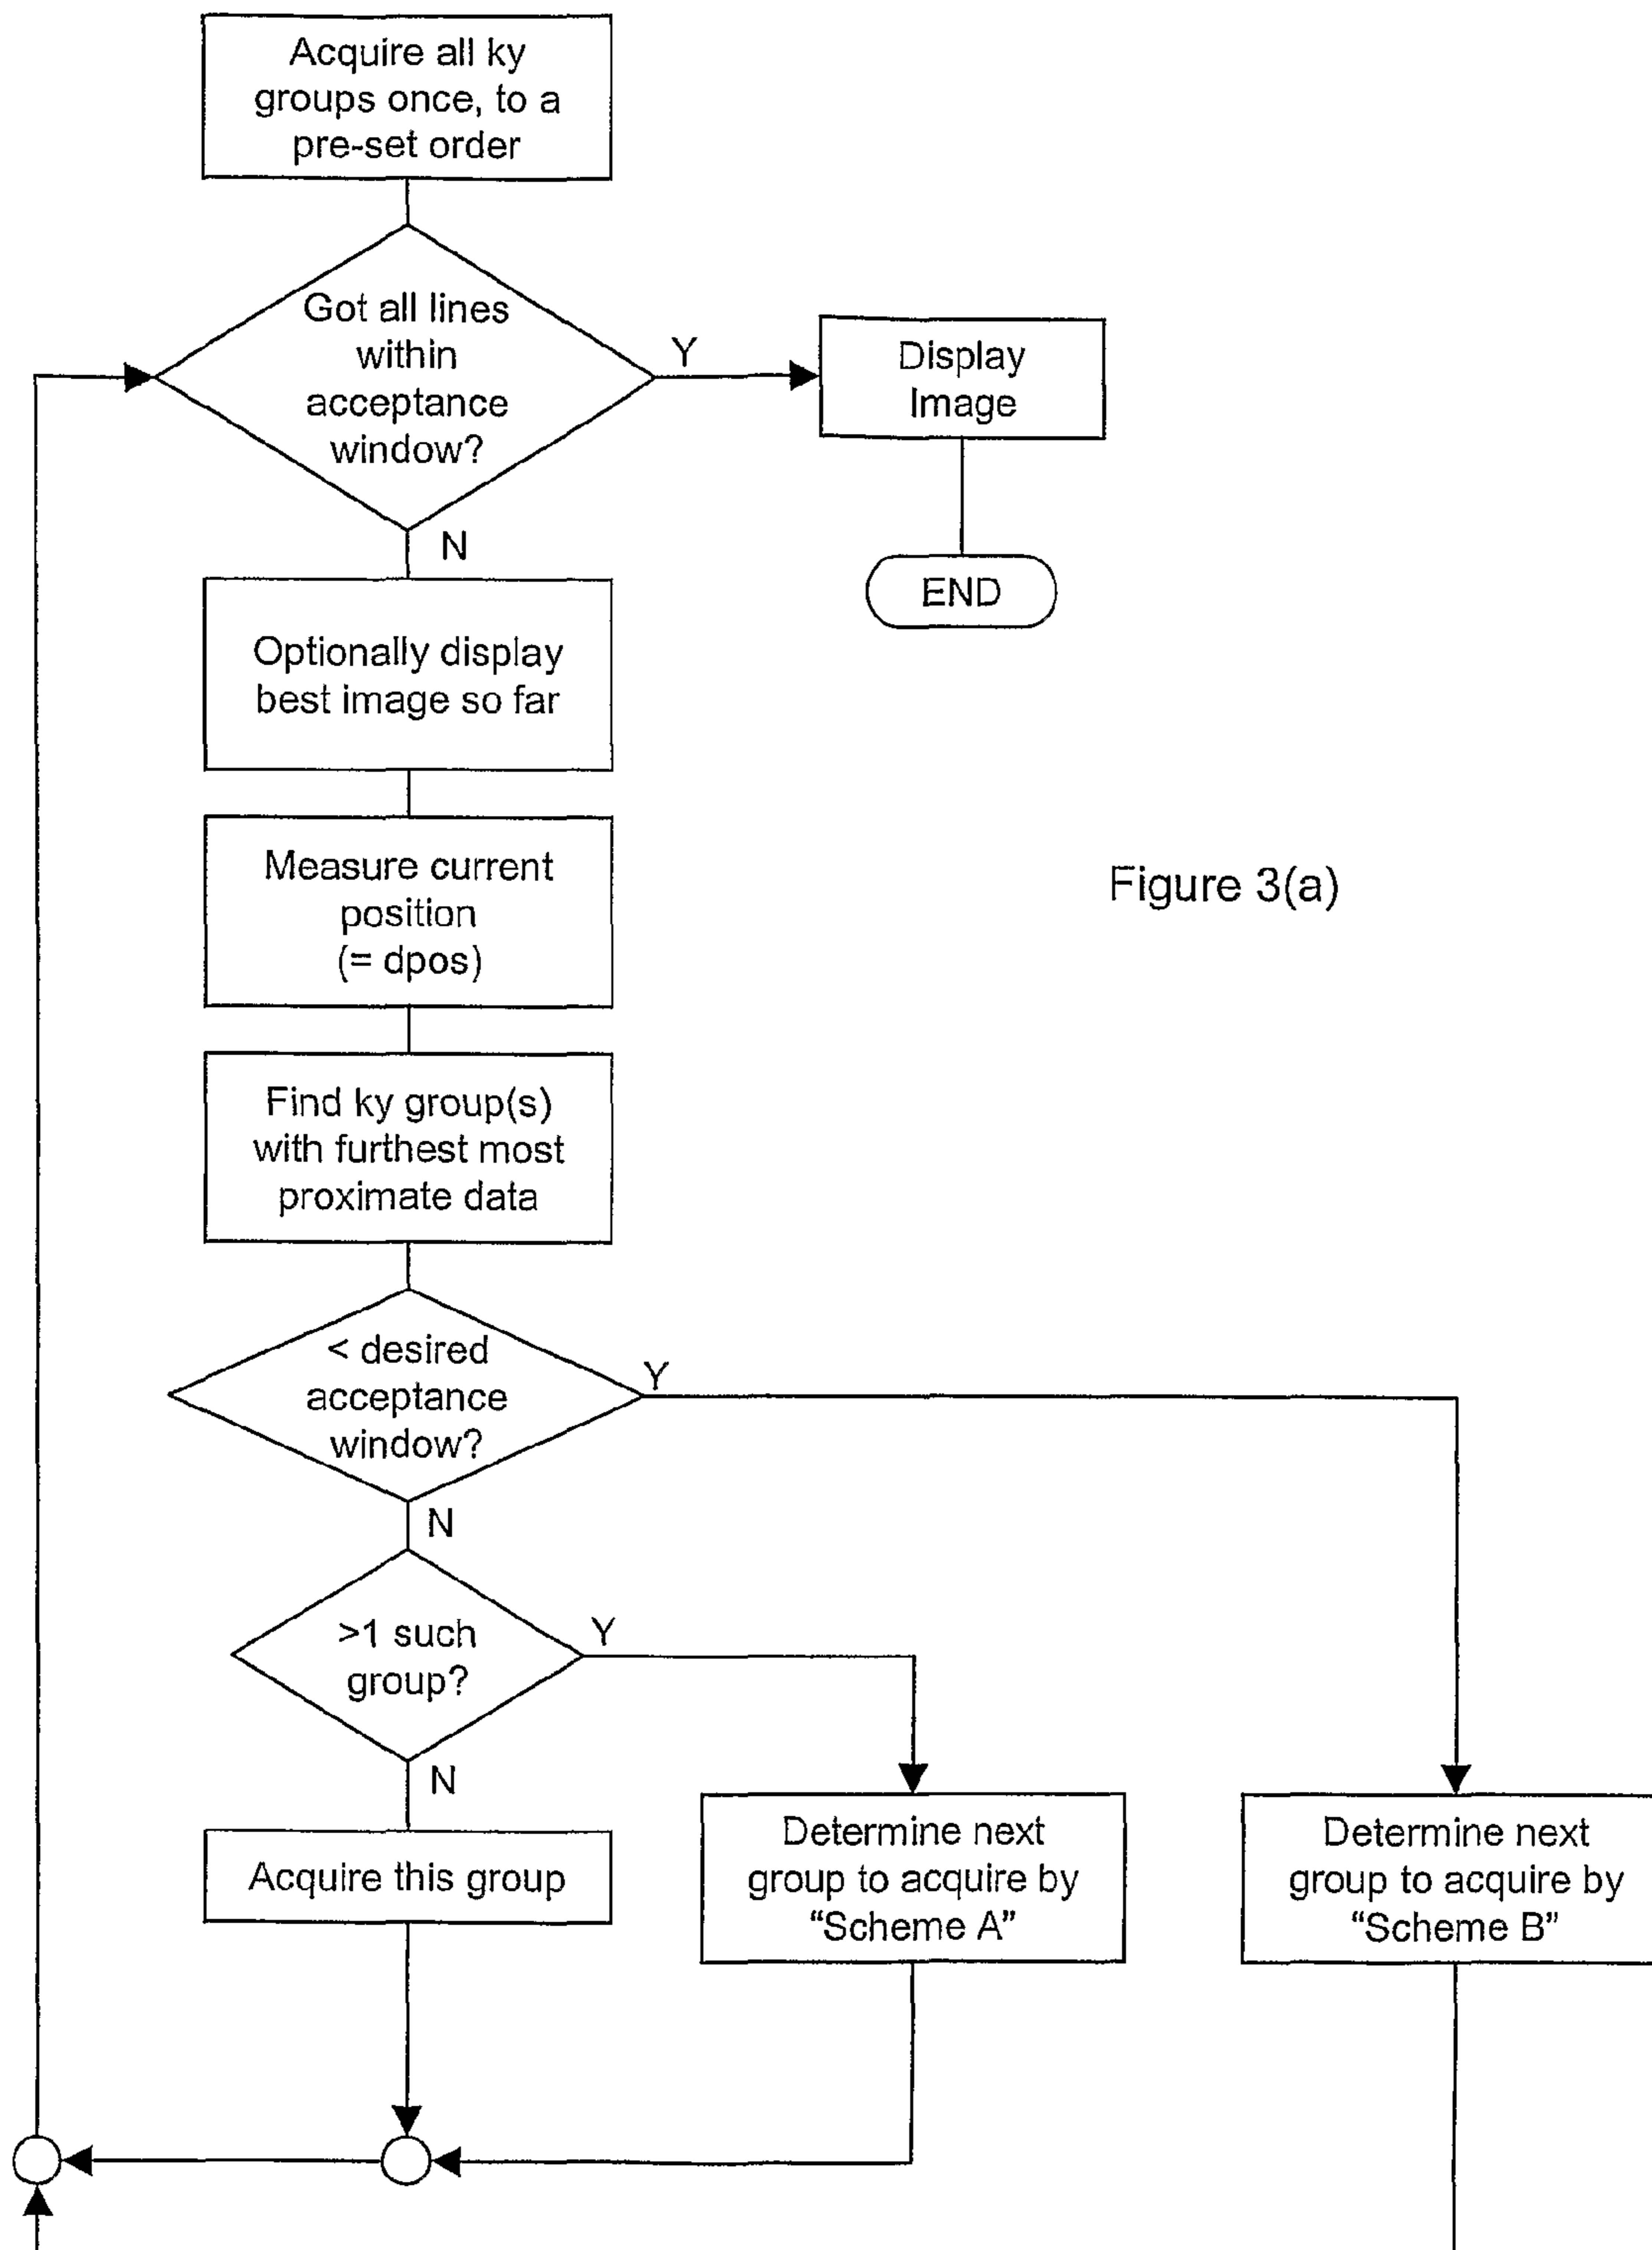 Acquire all ky
groups once, to a
pre-set order
Got all lines
within
acceptance
window?
Y
Display
Image
END
N
Optionally display
best image so far
Measure current
position
(= dpos)
Figure 3(a)
Find ky group(s)
with furthest most
proximate data
< desired
acceptance
window?
Y
N
>1 such
group?
Y
N
Acquire this group
Determine next
group to acquire by
“Scheme A”
Determine next
group to acquire by
“Scheme B”